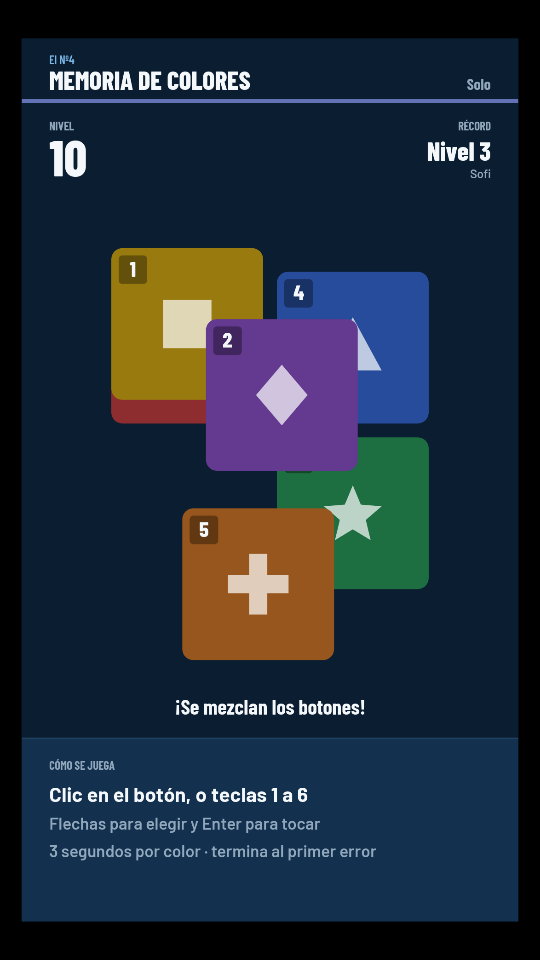 El Nº4
MEMORIA DE COLORES
Solo
NIVEL
10
RÉCORD
Nivel 3
Sofi
1
4
2
5
¡Se mezclan los botones!
CÓMO SE JUEGA
Clic en el botón, o teclas 1 a 6
Flechas para elegir y Enter para tocar
3 segundos por color · termina al primer error